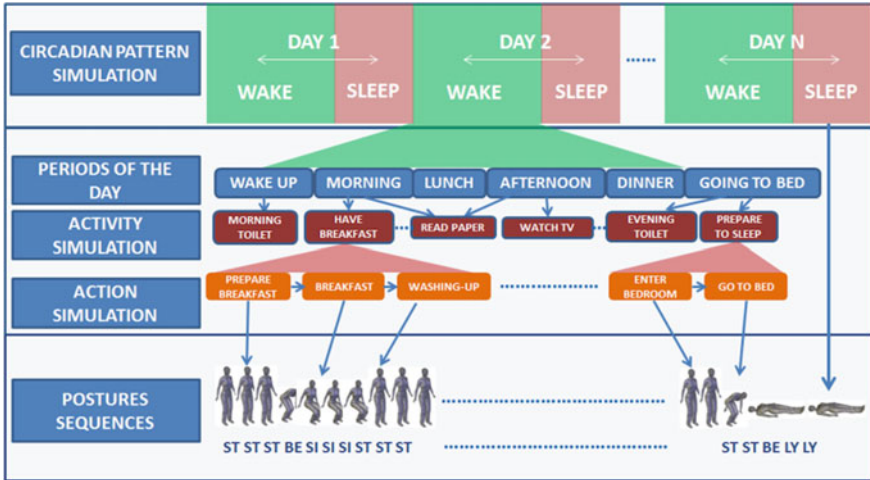 CIRCADIAN PATTERN
SIMULATION
DAY 1
DAY 2
DAY N
WAKE
SLEEP
WAKE
SLEEP
......
WAKE
SLEEP
PERIODS OF THE
DAY
WAKE UP
MORNING
LUNCH
AFTERNOON
DINNER
GOING TO BED
ACTIVITY
SIMULATION
MORNING
TOILET
HAVE
BREAKFAST
READ PAPER
WATCH TV
EVENING
TOILET
PREPARE
TO SLEEP
ACTION
SIMULATION
PREPARE
BREAKFAST
BREAKFAST
WASHING-UP
ENTER
BEDROOM
GO TO BED
POSTURES
SEQUENCES
ST ST ST BE SI SI SI ST ST ST
ST ST BE LY LY